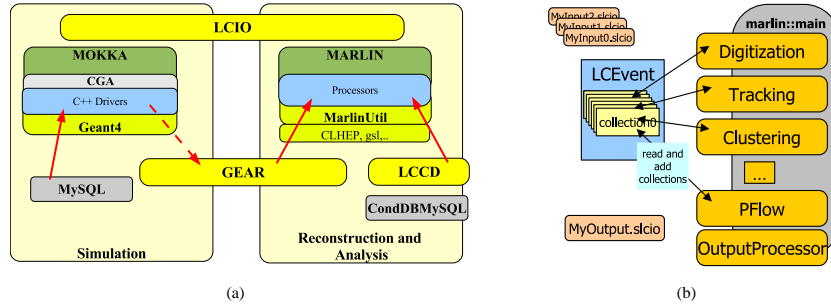 LCIO
MOKKA
CGA
C++ Drivers
Geant4
MySQL
Simulation
MARLIN
Processors
MarlinUtil
CLHEP, gsl,..
GEAR
LCCD
CondDBMySQL
Reconstruction and
Analysis
(a)
MyInput2.slcio
MyInput1.slcio
MyInput0.slcio
LCEvent
collection0
read and
add
collections
MyOutput.slcio
marlin::main
Digitization
Tracking
Clustering
...
PFlow
OutputProcessor
(b)